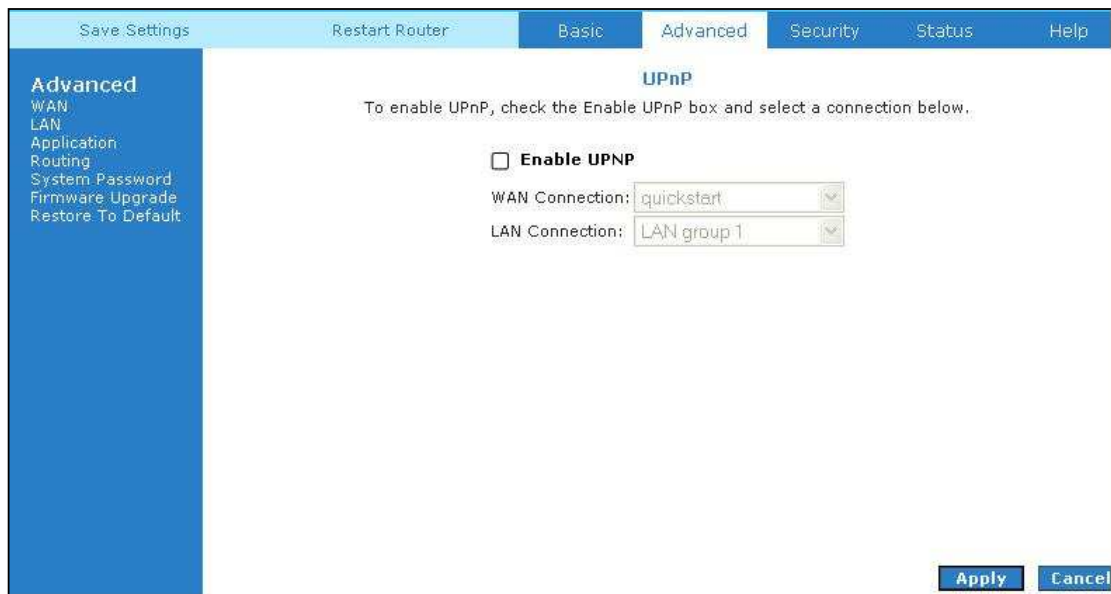 Save Settings Restart Router Basic Advanced Security Status Help
Advanced
WAN
LAN
Application
Routing
System Password
Firmware Upgrade
Restore To Default
UPnP
To enable UPnP, check the Enable UPnP box and select a connection below.
Enable UPNP
WAN Connection: quickstart
LAN Connection: LAN group 1
Apply Cancel